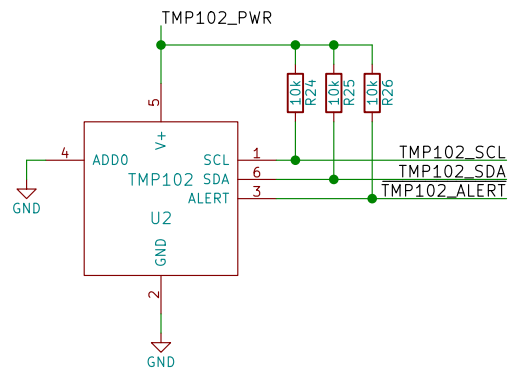 TMP102_PWR
5
10k
R24
10k
R25
10k
R26
V+
4
ADD0
SCL
1
TMP102_SCL
TMP102
SDA
6
TMP102_SDA
ALERT
3
TMP102_ALERT
GND
U2
GND
2
GND